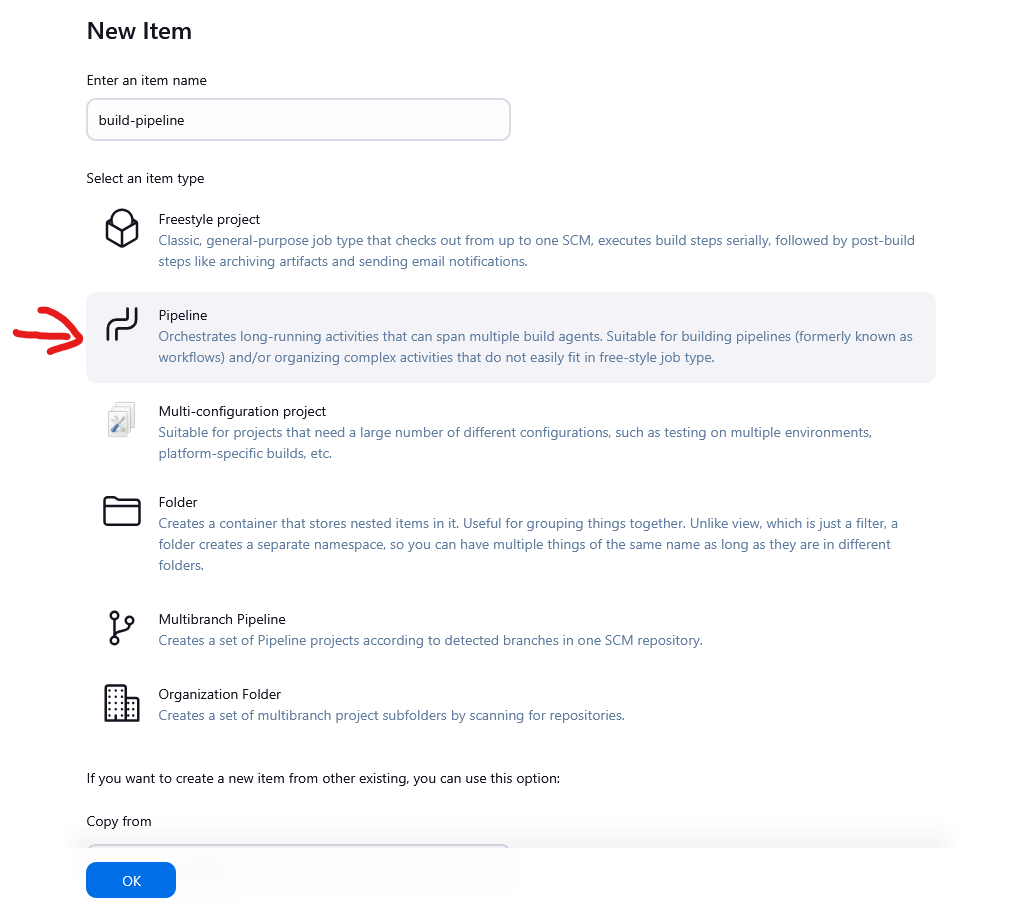 New Item
Enter an item name
build-pipeline
Select an item type
Freestyle project
Classic, general-purpose job type that checks out from up to one SCM, executes build steps serially, followed by post-build
steps like archiving artifacts and sending email notifications.
Pipeline
Orchestrates long-running activities that can span multiple build agents. Suitable for building pipelines (formerly known as
workflows) and/or organizing complex activities that do not easily fit in free-style job type.
Multi-configuration project
Suitable for projects that need a large number of different configurations, such as testing on multiple environments,
platform-specific builds, etc.
Folder
Creates a container that stores nested items in it. Useful for grouping things together. Unlike view, which is just a filter, a
folder creates a separate namespace, so you can have multiple things of the same name as long as they are in different
folders.
Multibranch Pipeline
Creates a set of Pipeline projects according to detected branches in one SCM repository.
Organization Folder
Creates a set of multibranch project subfolders by scanning for repositories.
If you want to create a new item from other existing, you can use this option:
Copy from
OK